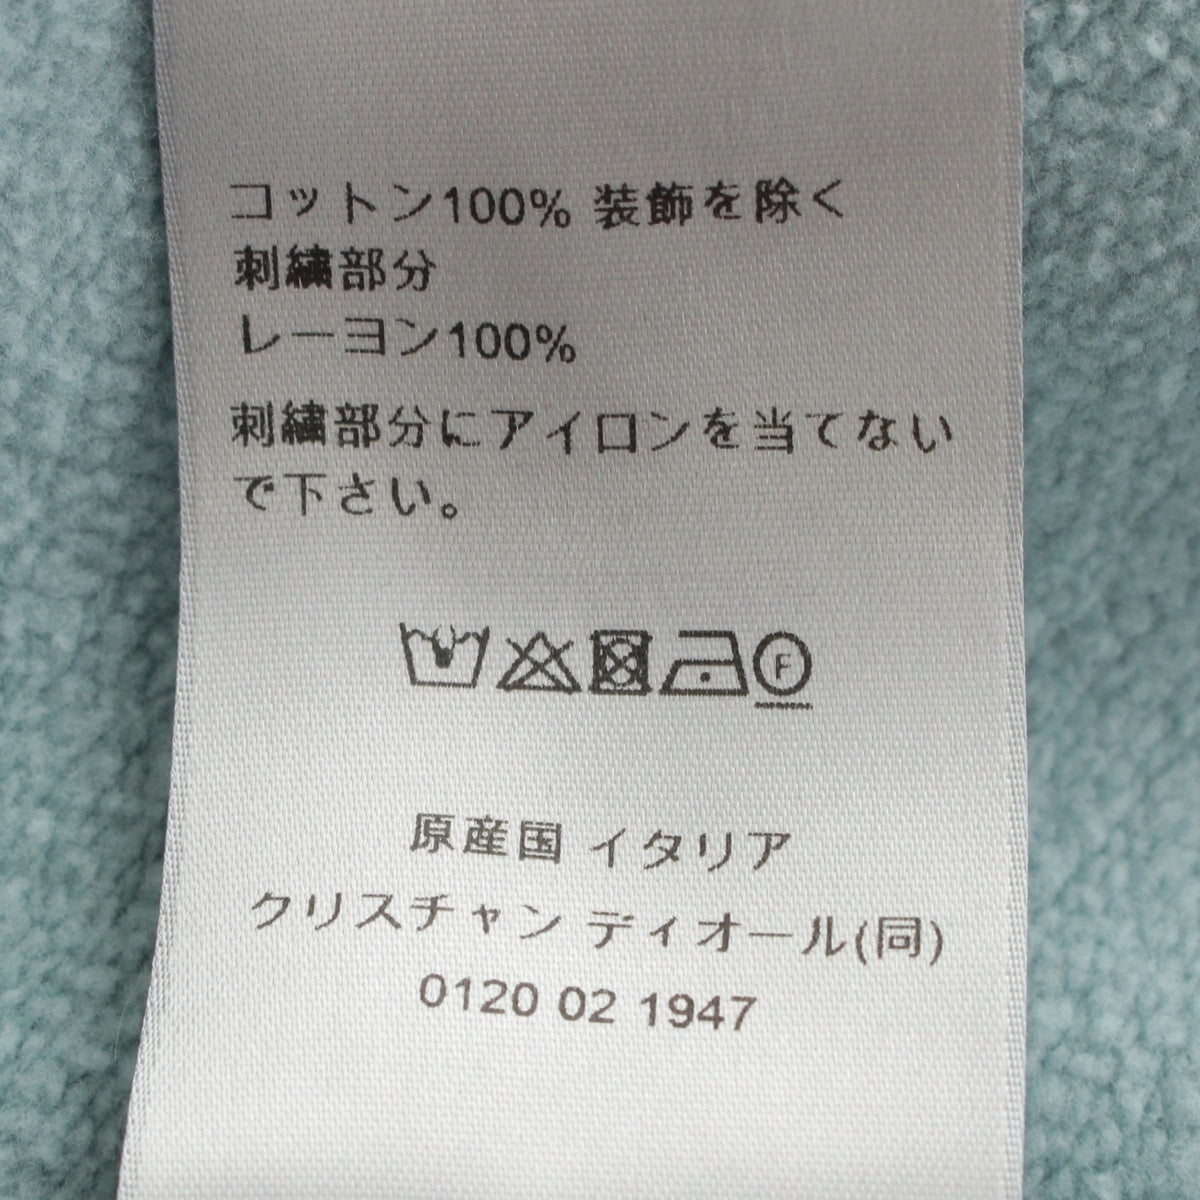 コットン100% 装飾を除く
刺繍部分
レーヨン100%
刺繍部分にアイロンを当てない
で下さい。
F
原産国 イタリア
クリスチャン ディオール(同)
0120 02 1947